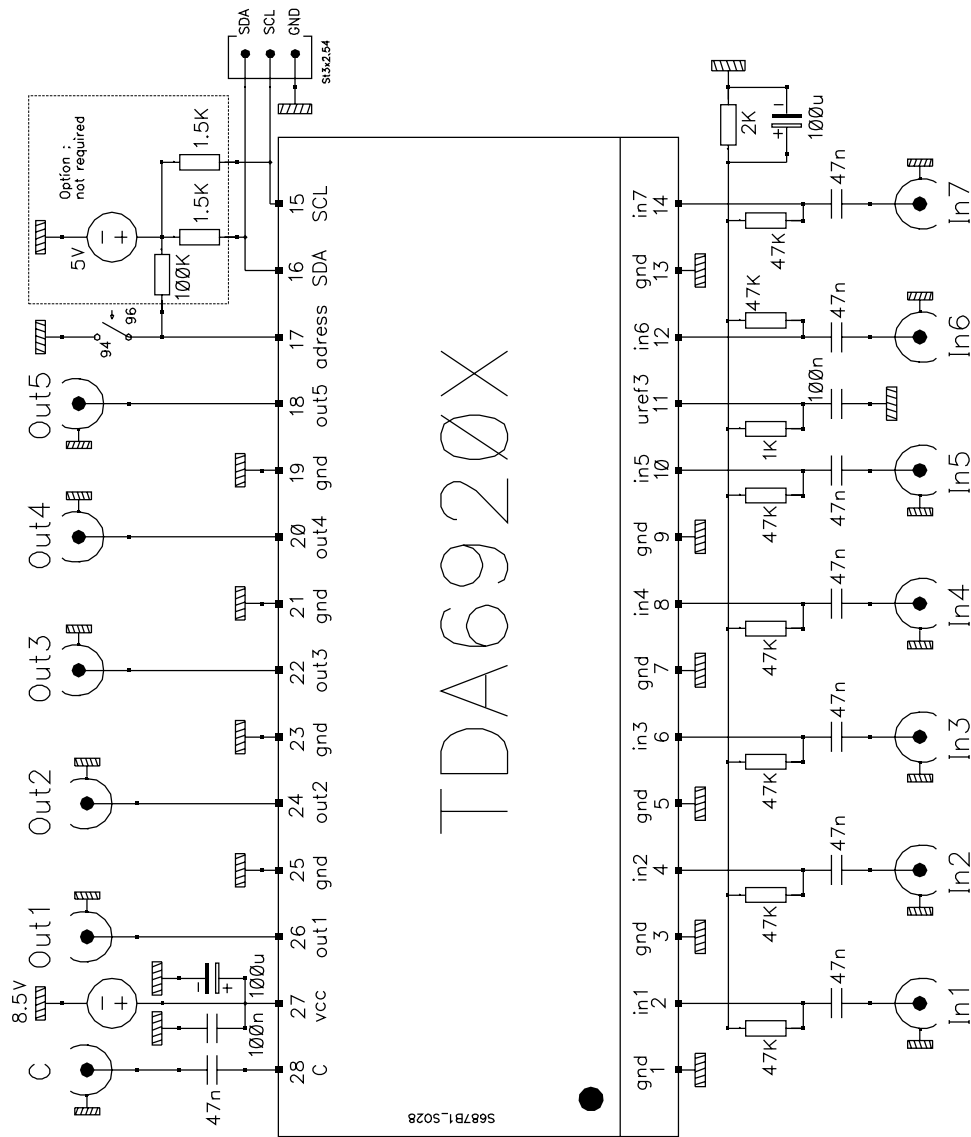 SDA
SCL
GND
St3x2.54
Option :
not required
5V
1.5K
1.5K
100K
94
96
Out5
Out4
Out3
Out2
Out1
8.5V
C
100u
100n
47n
15
SCL
16
SDA
17
adress
18
out5
19
gnd
20
out4
21
gnd
22
out3
23
gnd
24
out2
25
gnd
26
out1
27
vcc
28
C
TDA6920X
S687B1_SO28
in7
14
gnd
13
in6
12
uref3
11
in5
10
gnd
9
in4
8
gnd
7
in3
6
gnd
5
in2
4
gnd
3
in1
2
gnd
1
2K
100u
47K
47K
1K
47K
47K
47K
47K
47K
47n
47n
100n
47n
47n
47n
47n
47n
In7
In6
In5
In4
In3
In2
In1